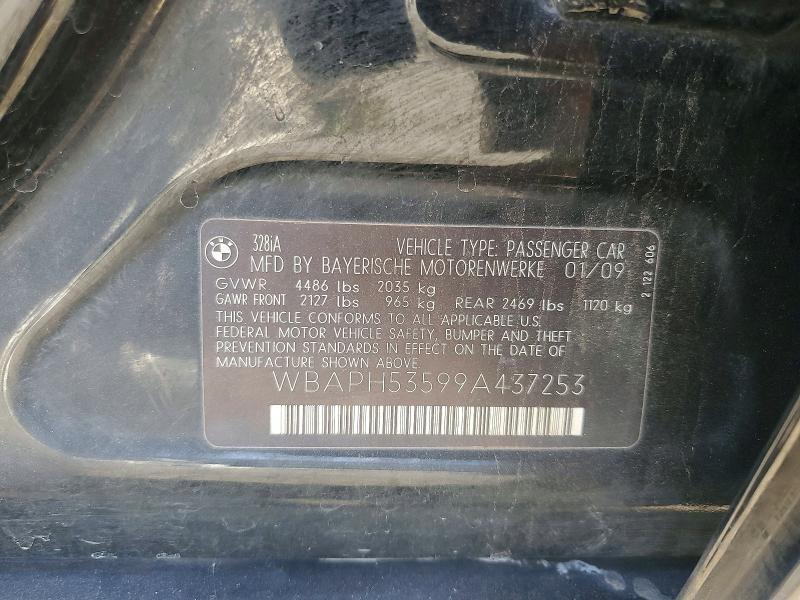 328iA VEHICLE TYPE: PASSENGER CAR
MFD BY BAYERISCHE MOTORENWERKE 01/09
GVWR 4486 lbs 2035 kg
GAWR FRONT 2127 lbs 965 kg REAR 2469 lbs 1120 kg
THIS VEHICLE CONFORMS TO ALL APPLICABLE U.S.
FEDERAL MOTOR VEHICLE SAFETY, BUMPER AND THEFT
PREVENTION STANDARDS IN EFFECT ON THE DATE OF
MANUFACTURE SHOWN ABOVE.
WBAPH53599A437253
2 122 606